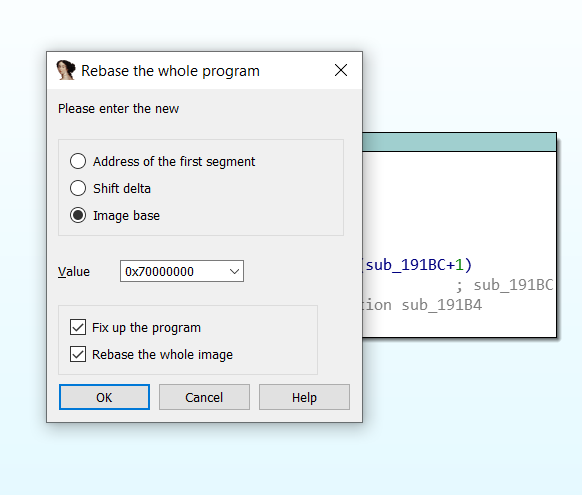 Rebase the whole program
Please enter the new
Address of the first segment
Shift delta
Image base
Value 0x70000000
Fix up the program
Rebase the whole image
OK Cancel Help
(sub_191BC+1)
; sub_191BC
tion sub_191B4